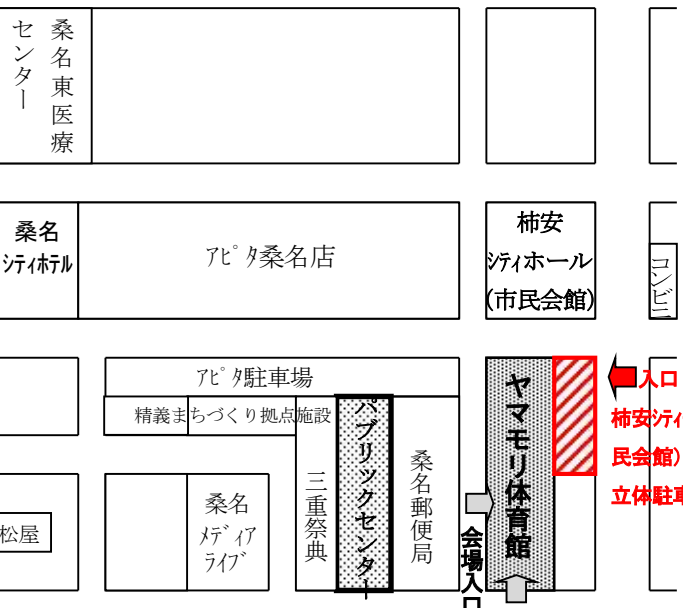 桑名東医療
センター
桑名
ｼﾃｨﾎﾃﾙ
ｱﾋﾟﾀ桑名店
柿安
ｼﾃｨホール
(市民会館)
コンビニ
ｱﾋﾟﾀ駐車場
精義まちづくり拠点施設
パブリックセンター
三重祭典
桑名郵便局
桑名
ﾒﾃﾞｨｱ
ﾗｲﾌﾞ
松屋
ヤマモリ体育館
会場入口
入口
柿安ｼﾃｨ
民会館)
立体駐車